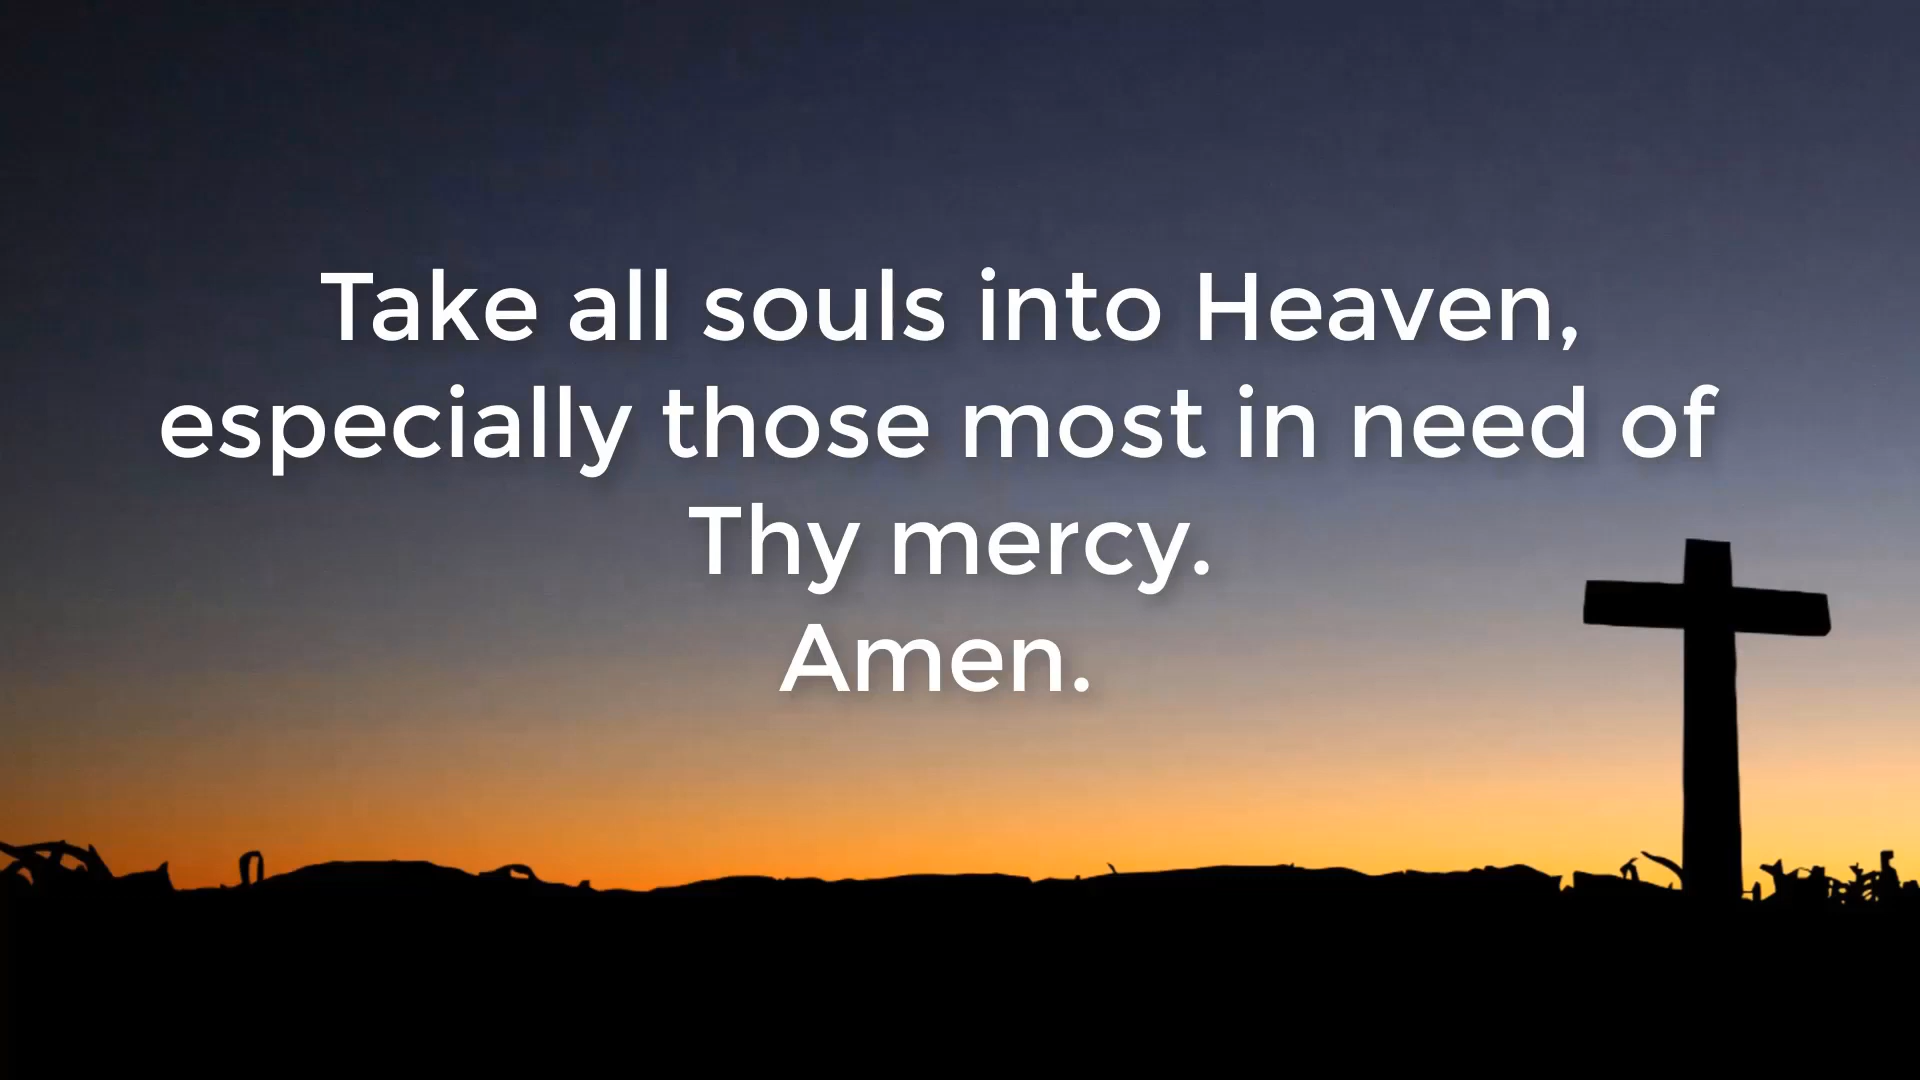 Take all souls into Heaven,
especially those most in need of
Thy mercy.
Amen.